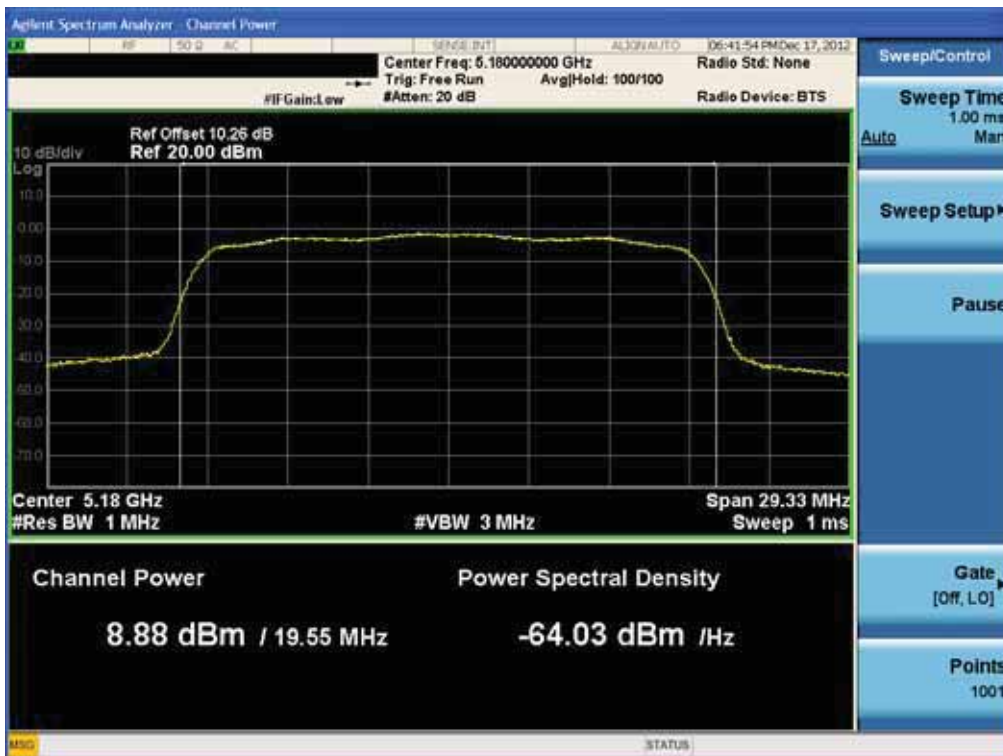 Agilent Spectrum Analyzer - Channel Power
RF 50 Ω AC SENSE:INT ALIGN AUTO 06:41:54 PM Dec 17, 2012
Center Freq: 5.180000000 GHz Radio Std: None
Trig: Free Run Avg|Hold: 100/100
#IFGain:Low #Atten: 20 dB Radio Device: BTS
Ref Offset 10.26 dB
10 dB/div Ref 20.00 dBm
Log
10.0
0.00
-10.0
-20.0
-30.0
-40.0
-50.0
-60.0
-70.0
Center 5.18 GHz Span 29.33 MHz
#Res BW 1 MHz #VBW 3 MHz Sweep 1 ms
Channel Power Power Spectral Density
8.88 dBm / 19.55 MHz -64.03 dBm /Hz
MSG STATUS
Sweep/Control
Sweep Time
1.00 ms
Auto Man
Sweep Setup
Pause
Gate
[Off, LO]
Points
1001